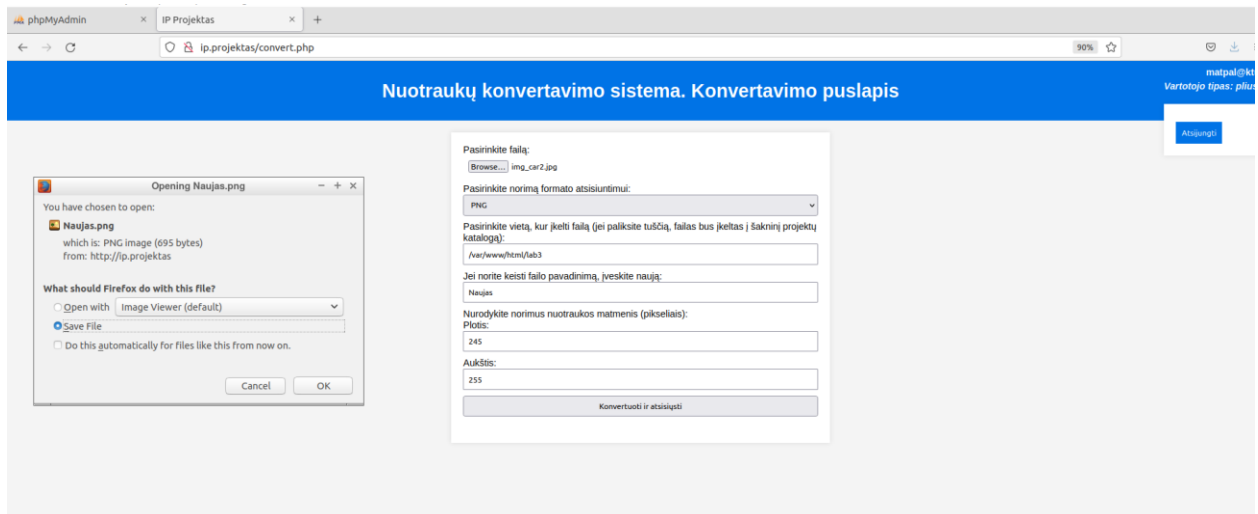 phpMyAdmin × IP Projektas × +
ip.projektas/convert.php 90%
Nuotraukų konvertavimo sistema. Konvertavimo puslapis
matpal@kt
Vartotojo tipas: plius
Atsijungti
Pasirinkite failą:
Browse... img_car2.jpg
Pasirinkite norimą formato atsisiuntimui:
PNG
Pasirinkite vietą, kur įkelti failą (jei paliksite tuščią, failas bus įkeltas į šakninį projektų
katalogą):
/var/www/html/lab3
Jei norite keisti failo pavadinimą, įveskite naują:
Naujas
Nurodykite norimus nuotraukos matmenis (pikseliais):
Plotis:
245
Aukštis:
255
Konvertuoti ir atsisiųsti
Opening Naujas.png − + ×
You have chosen to open:
Naujas.png
which is: PNG image (695 bytes)
from: http://ip.projektas
What should Firefox do with this file?
Open with Image Viewer (default)
Save File
Do this automatically for files like this from now on.
Cancel OK